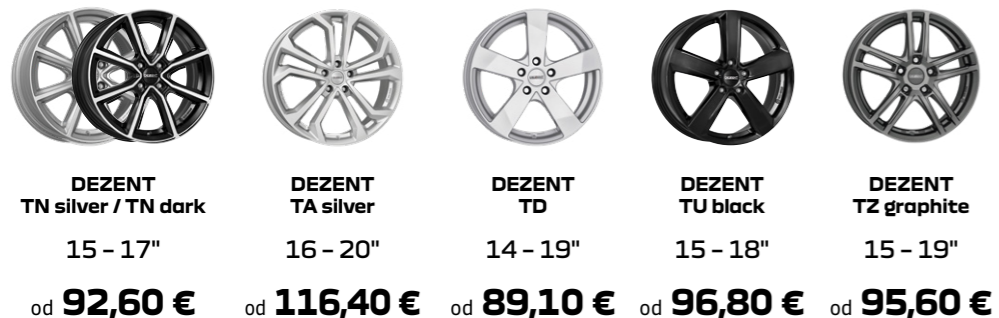 DEZENT
TN silver / TN dark
15 – 17"
od 92,60 €
DEZENT
TA silver
16 – 20"
od 116,40 €
DEZENT
TD
14 – 19"
od 89,10 €
DEZENT
TU black
15 – 18"
od 96,80 €
DEZENT
TZ graphite
15 – 19"
od 95,60 €